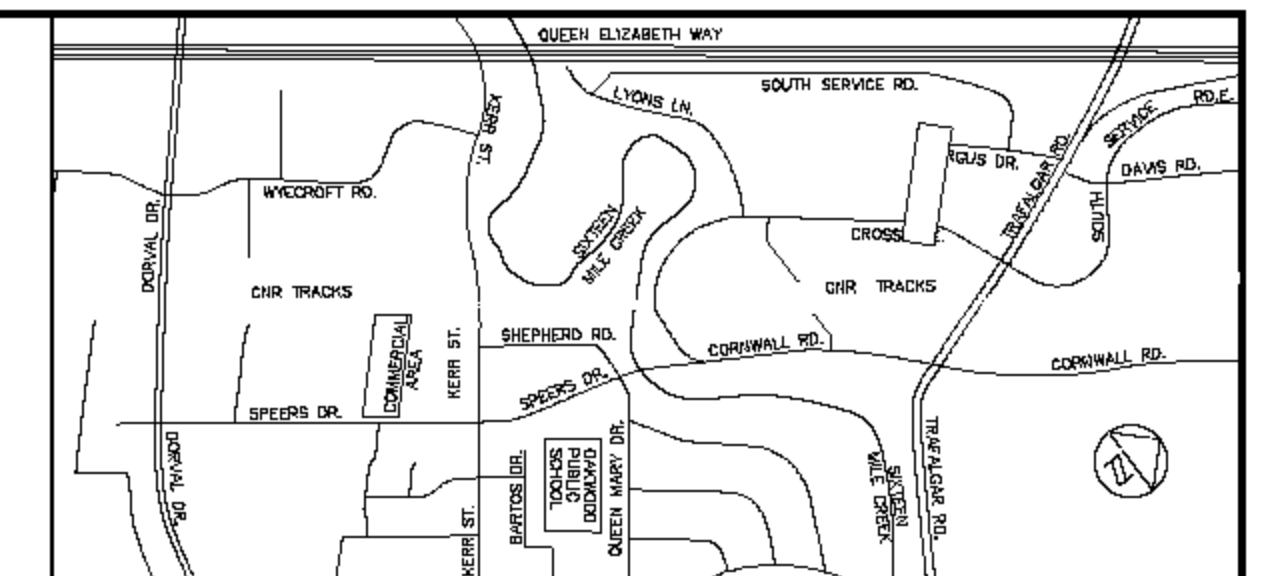 QUEEN ELIZABETH WAY
SOUTH SERVICE RD.
LYONS LN.
RD.E.
SERVICE
KERR ST.
RGUS DR.
TRAFALGAR RD.
DAVIS RD.
WYECROFT RD.
SOUTH
DORVAL DR.
SIXTEEN
MILE CREEK
CROSS
CNR TRACKS
CNR TRACKS
COMMERCIAL
AREA
KERR ST.
SHEPHERD RD.
CORNWALL RD.
CORNWALL RD.
SPEERS DR.
SPEERS DR.
DORVAL DR.
BARTOS DR.
OAKWOOD
PUBLIC
SCHOOL
QUEEN MARY DR.
SIXTEEN
MILE CREEK
TRAFALGAR RD.
KERR ST.